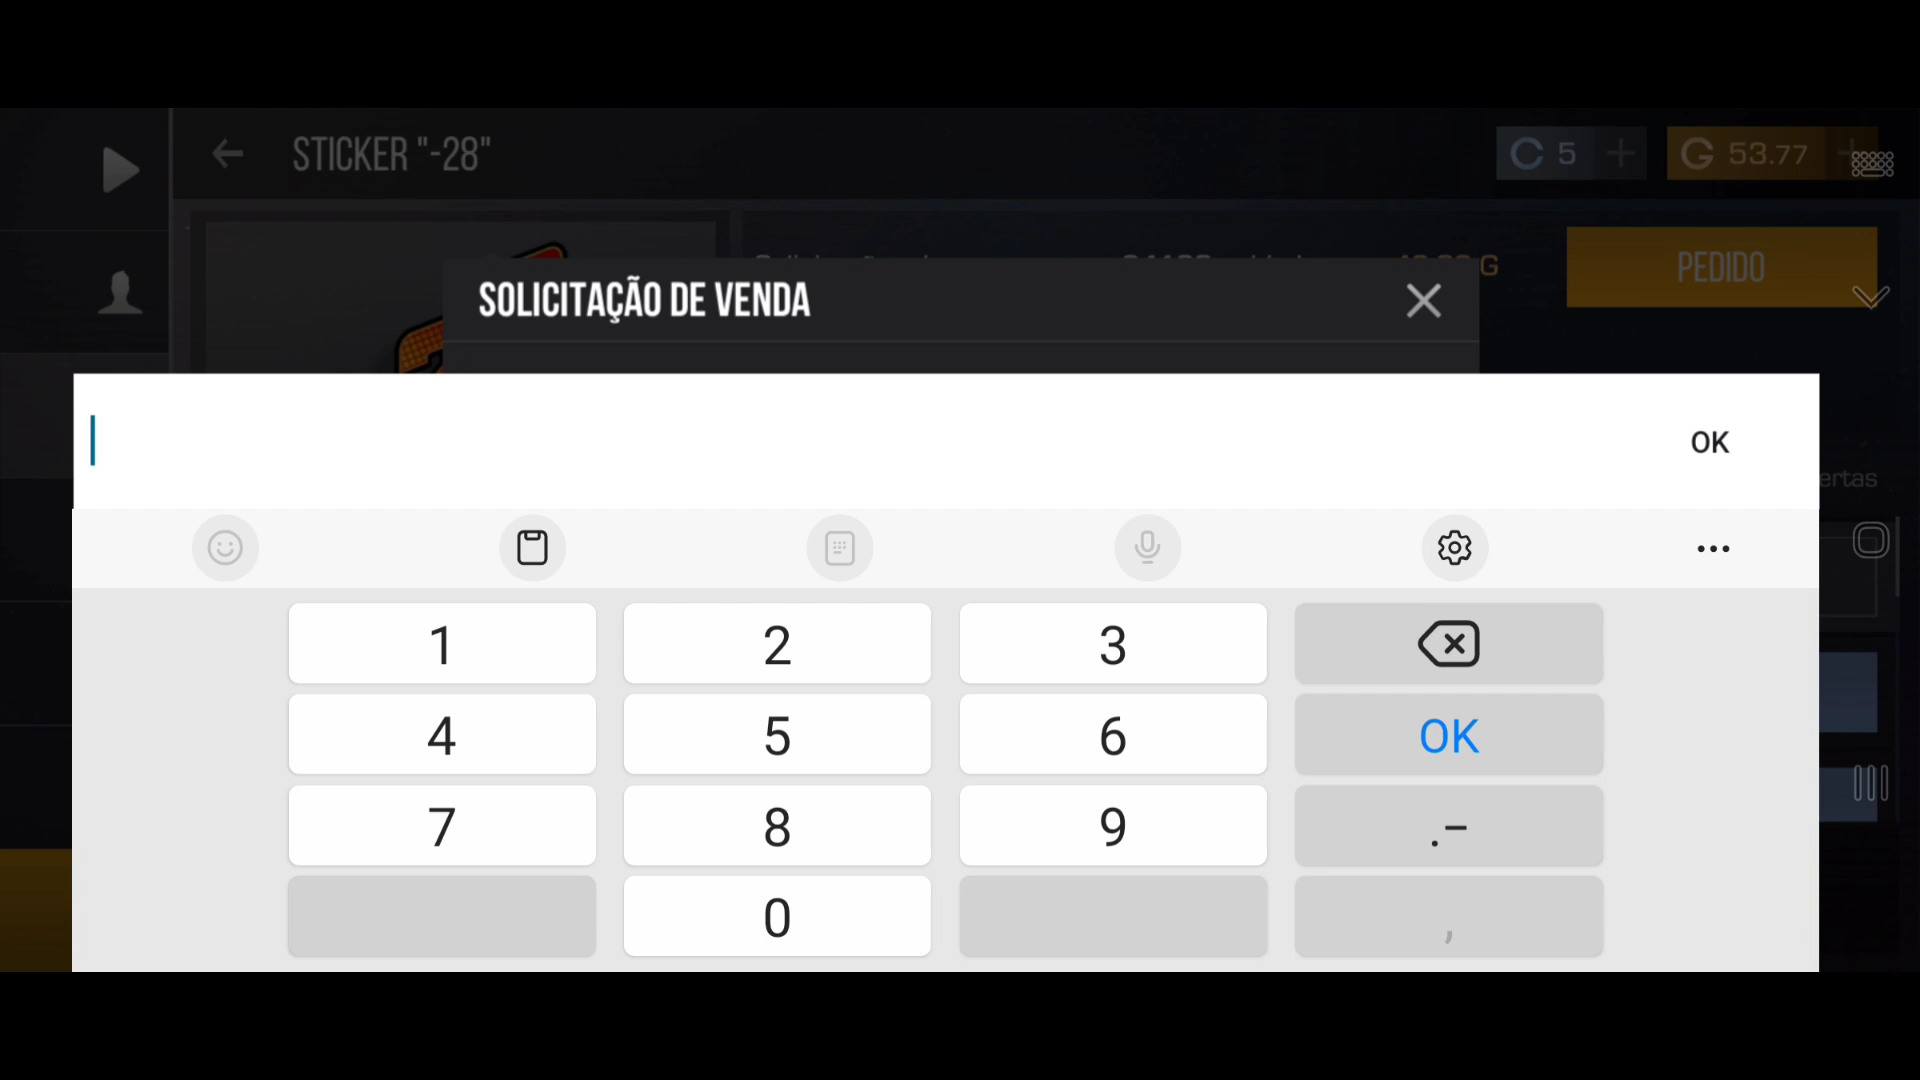 STICKER "-28"
5
G 53.77
PEDIDO
SOLICITAÇÃO DE VENDA
OK
ertas
1 2 3
4 5 6 OK
7 8 9 .-
0 ,